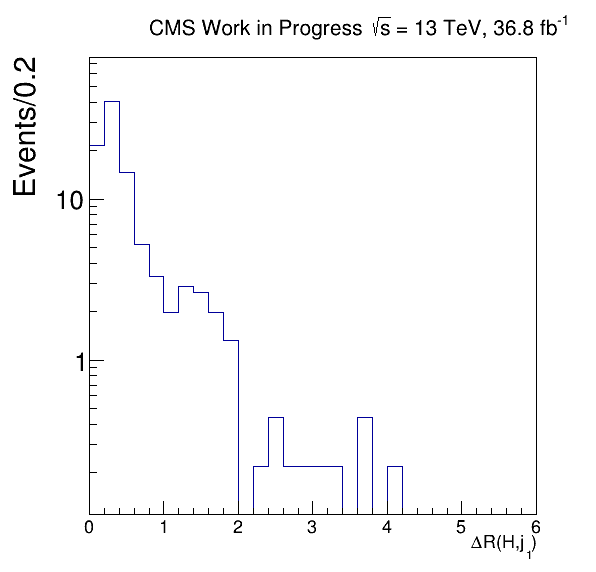 CMS Work in Progress √s = 13 TeV, 36.8 fb⁻¹
Events/0.2
10
1
0 1 2 3 4 5 6
ΔR(H,j₁)